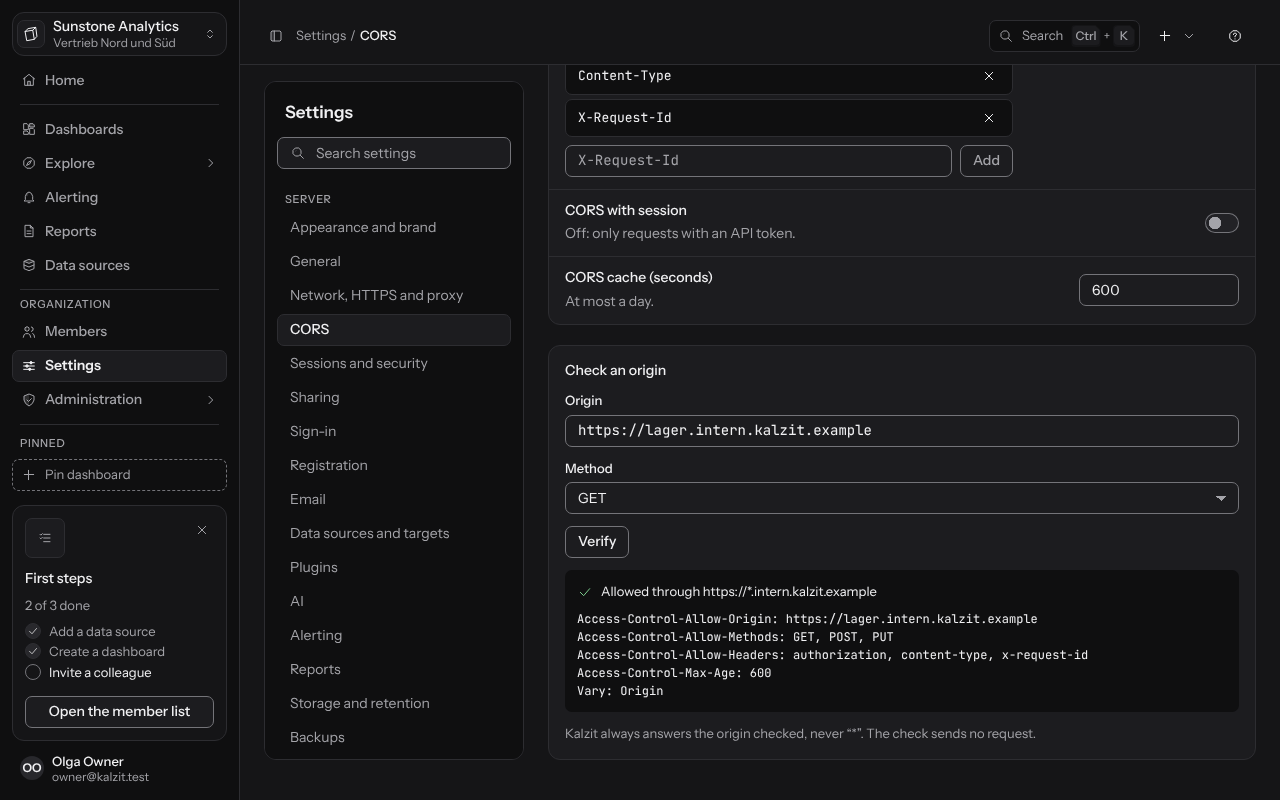 Sunstone Analytics
Vertrieb Nord und Süd
Home
Dashboards
Explore
Alerting
Reports
Data sources
ORGANIZATION
Members
Settings
Administration
PINNED
Pin dashboard
First steps
2 of 3 done
Add a data source
Create a dashboard
Invite a colleague
Open the member list
OO
Olga Owner
owner@kalzit.test
Settings / CORS
Search Ctrl + K
Settings
Search settings
SERVER
Appearance and brand
General
Network, HTTPS and proxy
CORS
Sessions and security
Sharing
Sign-in
Registration
Email
Data sources and targets
Plugins
AI
Alerting
Reports
Storage and retention
Backups
Content-Type
X-Request-Id
X-Request-Id
Add
CORS with session
Off: only requests with an API token.
CORS cache (seconds)
At most a day.
600
Check an origin
Origin
https://lager.intern.kalzit.example
Method
GET
Verify
Allowed through https://*.intern.kalzit.example
Access-Control-Allow-Origin: https://lager.intern.kalzit.example
Access-Control-Allow-Methods: GET, POST, PUT
Access-Control-Allow-Headers: authorization, content-type, x-request-id
Access-Control-Max-Age: 600
Vary: Origin
Kalzit always answers the origin checked, never “*”. The check sends no request.